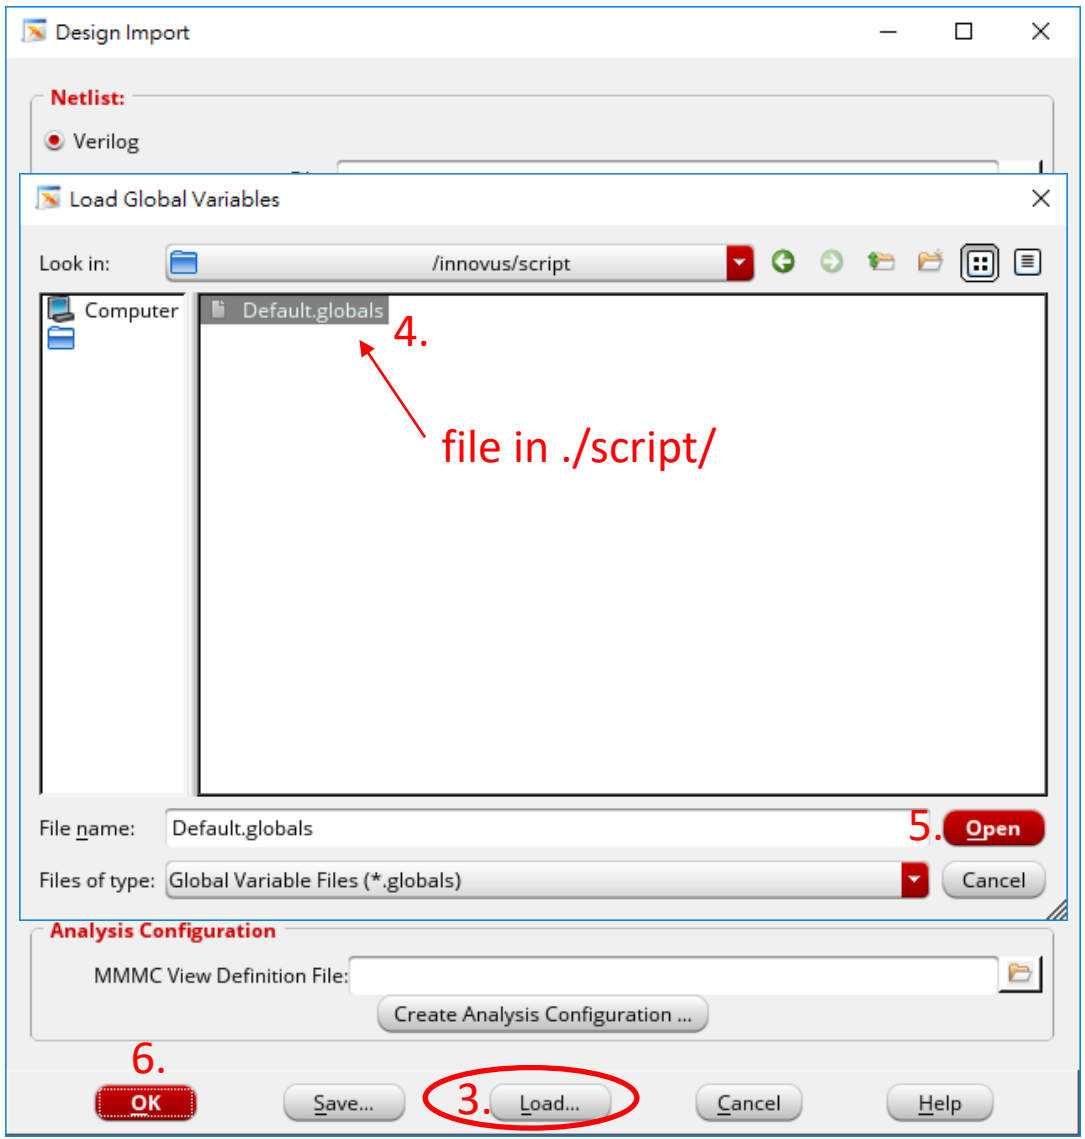 Design Import
Netlist:
Verilog
Load Global Variables
Look in: /innovus/script
Computer
Default.globals
4.
file in ./script/
File name: Default.globals
5. Open
Files of type: Global Variable Files (*.globals)
Cancel
Analysis Configuration
MMMC View Definition File:
Create Analysis Configuration ...
6.
OK
Save...
3. Load...
Cancel
Help